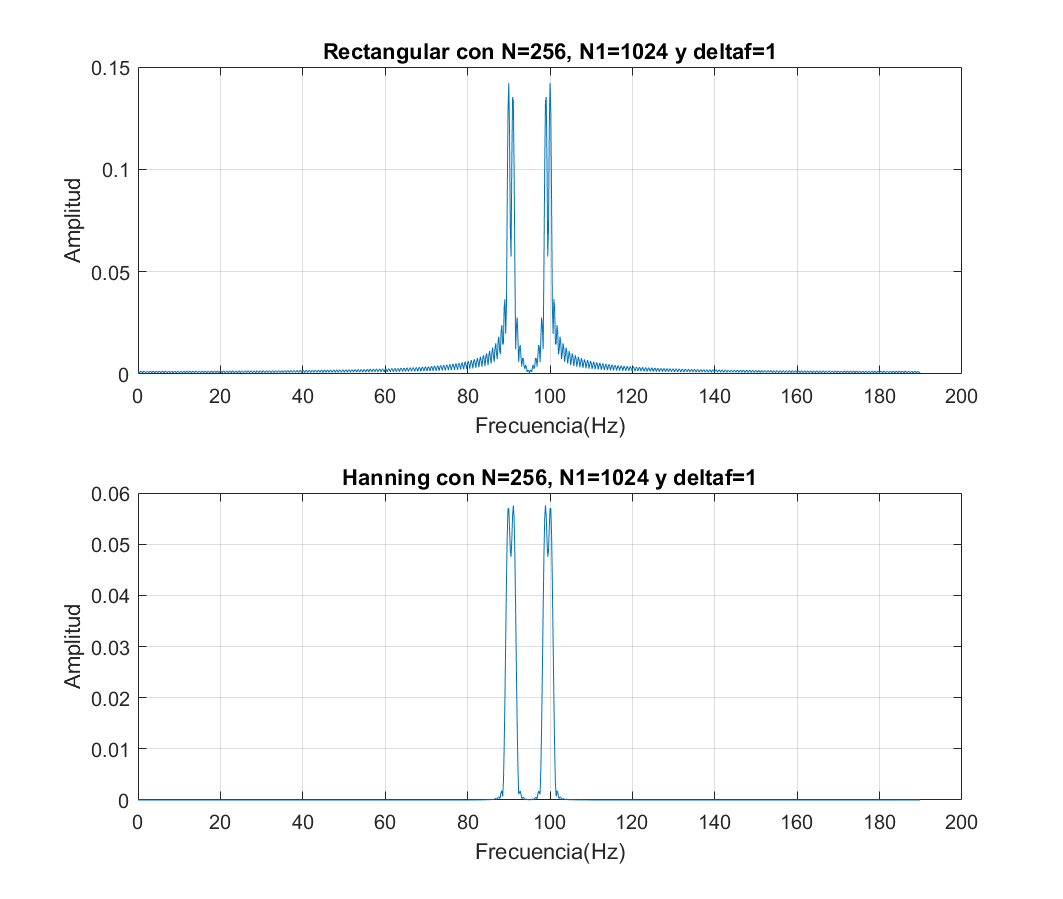 Rectangular con N=256, N1=1024 y deltaf=1
0.15
0.1
0.05
0
Amplitud
0 20 40 60 80 100 120 140 160 180 200
Frecuencia(Hz)
Hanning con N=256, N1=1024 y deltaf=1
0.06
0.05
0.04
0.03
0.02
0.01
0
Amplitud
0 20 40 60 80 100 120 140 160 180 200
Frecuencia(Hz)